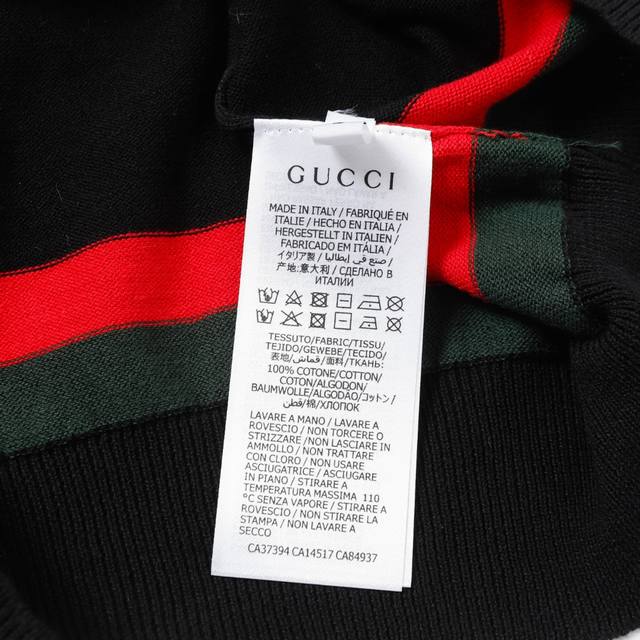 GUCCI
MADE IN ITALY / FABRIQUÉ EN
ITALIE / HECHO EN ITALIA /
HERGESTELLT IN ITALIEN /
FABRICADO EM ITÁLIA /
イタリア製 / صنع في إيطاليا /
产地:意大利 / СДЕЛАНО В
ИТАЛИИ
TESSUTO/FABRIC/TISSU/
TEJIDO/GEWEBE/TECIDO/
表地/قماش/面料/ТКАНЬ:
100% COTONE/COTTON/
COTON/ALGODON/
BAUMWOLLE/ALGODÃO/コットン/
قطن/棉/ХЛОПОК
LAVARE A MANO / LAVARE A
ROVESCIO / NON TORCERE O
STRIZZARE / NON LASCIARE IN
AMMOLLO / NON TRATTARE
CON CLORO / NON USARE
ASCIUGATRICE / ASCIUGARE
IN PIANO / STIRARE A
TEMPERATURA MASSIMA 110
°C SENZA VAPORE / STIRARE A
ROVESCIO / NON STIRARE LA
STAMPA / NON LAVARE A
SECCO
CA37394 CA14517 CA84937